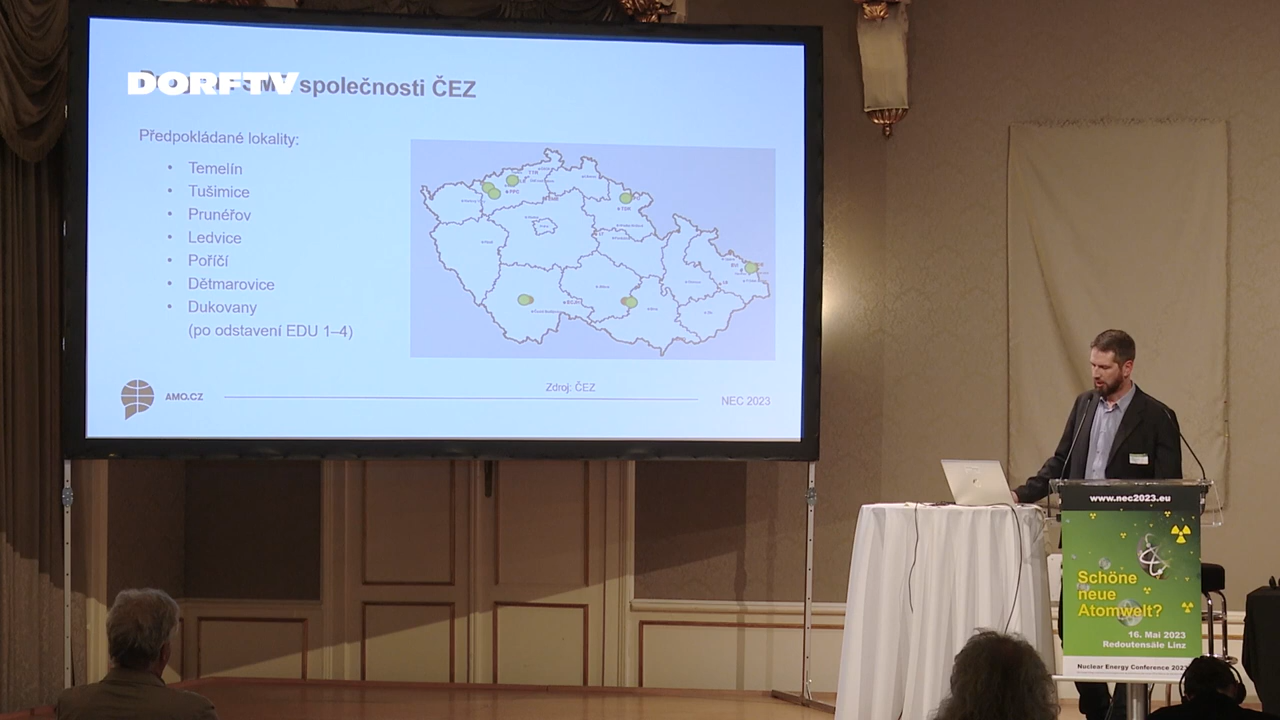 DORFTV
společnosti ČEZ
Předpokládané lokality:
• Temelín
• Tušimice
• Prunéřov
• Ledvice
• Poříčí
• Dětmarovice
• Dukovany
(po odstavení EDU 1–4)
Zdroj: ČEZ
AMO.CZ
NEC 2023
www.nec2023.eu
Schöne
neue
Atomwelt?
16. Mai 2023
Redoutensäle Linz
Nuclear Energy Conference 2023